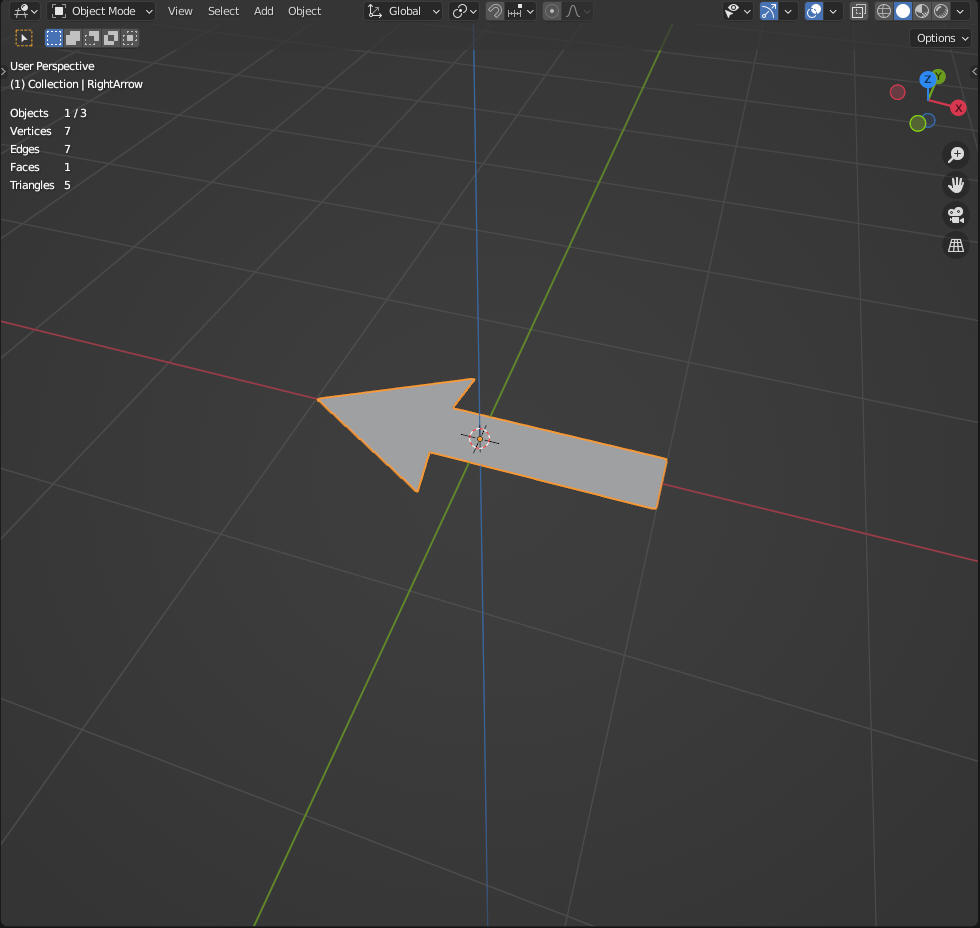 Object Mode View Select Add Object Global
Options
User Perspective
(1) Collection | RightArrow
Objects 1 / 3
Vertices 7
Edges 7
Faces 1
Triangles 5
Z Y
X